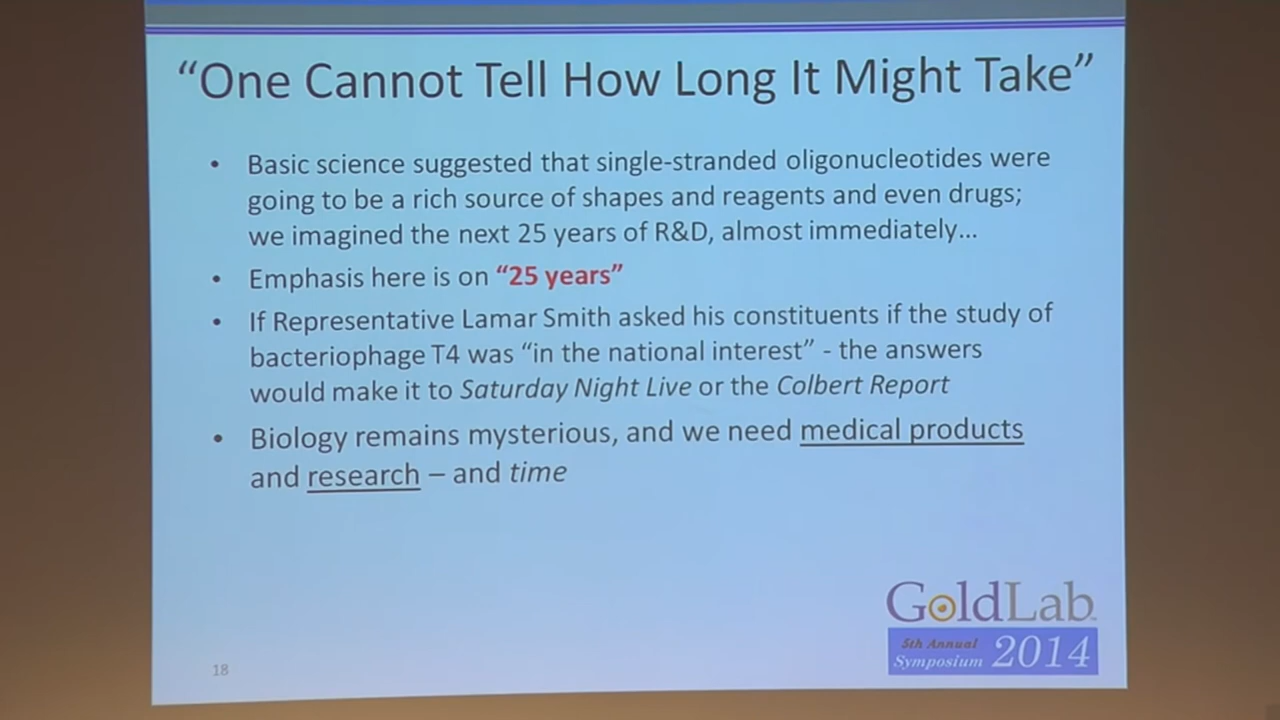 “One Cannot Tell How Long It Might Take”
• Basic science suggested that single-stranded oligonucleotides were
going to be a rich source of shapes and reagents and even drugs;
we imagined the next 25 years of R&D, almost immediately…
• Emphasis here is on “25 years”
• If Representative Lamar Smith asked his constituents if the study of
bacteriophage T4 was “in the national interest” - the answers
would make it to Saturday Night Live or the Colbert Report
• Biology remains mysterious, and we need medical products
and research – and time
GoldLab
5th Annual
Symposium 2014
18